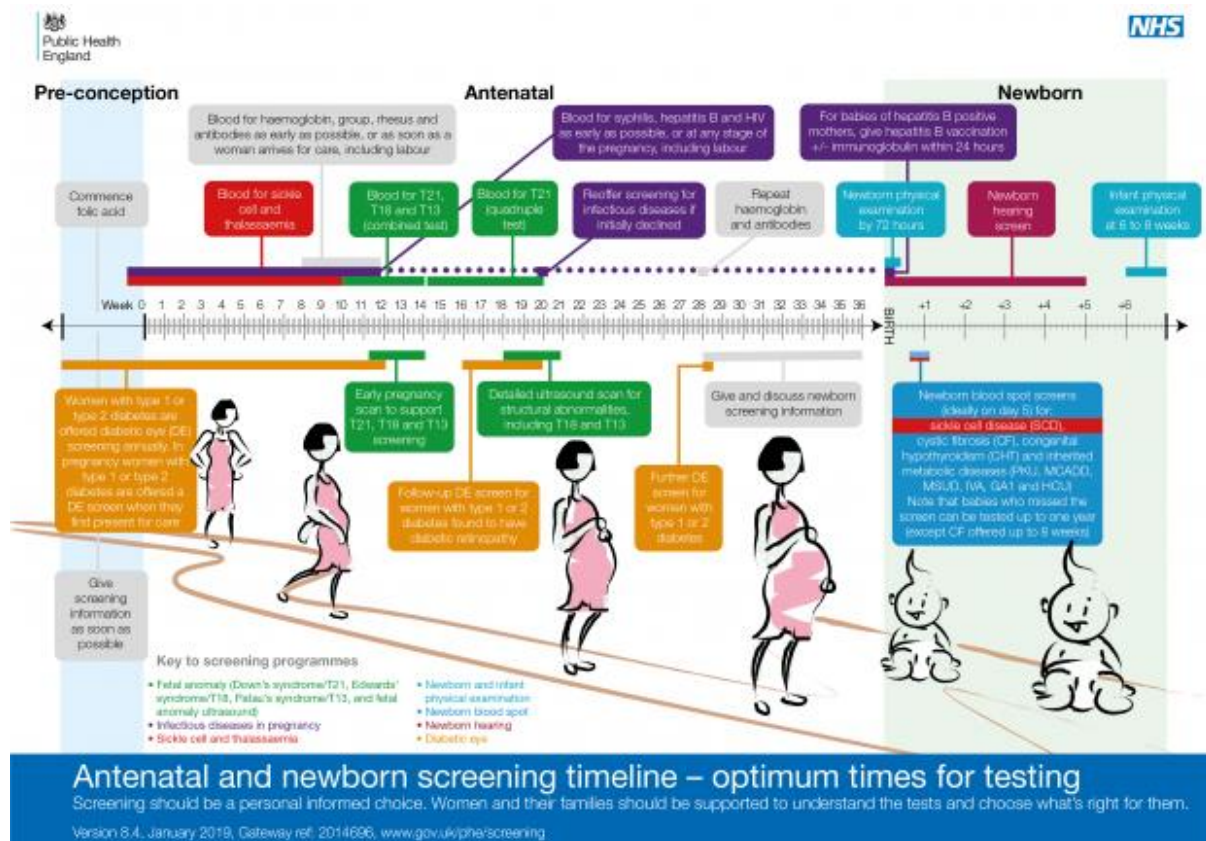 Public Health
England
NHS
Pre-conception
Antenatal
Newborn
Blood for haemoglobin, group, rhesus and
antibodies as early as possible, or as soon as a
woman arrives for care, including labour
Blood for syphilis, hepatitis B and HIV
as early as possible, or at any stage of
the pregnancy, including labour
For babies of hepatitis B positive
mothers, give hepatitis B vaccination
+/- immunoglobulin within 24 hours
Commence
folic acid
Blood for sickle
cell and
thalassaemia
Blood for T21,
T18 and T13
(combined test)
Blood for T21
(quadruple
test)
Reoffer screening for
infectious diseases if
initially declined
Repeat
haemoglobin
and antibodies
Newborn physical
examination
by 72 hours
Newborn
hearing
screen
Infant physical
examination
at 6 to 8 weeks
Week 0 1 2 3 4 5 6 7 8 9 10 11 12 13 14 15 16 17 18 19 20 21 22 23 24 25 26 27 28 29 30 31 32 33 34 35 36
BIRTH
+1 +2 +3 +4 +5 +6
Women with type 1 or
type 2 diabetes are
offered diabetic eye (DE)
screening annually. In
pregnancy women with
type 1 or type 2
diabetes are offered a
DE screen when they
first present for care
Early pregnancy
scan to support
T21, T18 and T13
screening
Detailed ultrasound scan for
structural abnormalities,
including T18 and T13
Give and discuss newborn
screening information
Newborn blood spot screens
(ideally on day 5) for:
sickle cell disease (SCD),
cystic fibrosis (CF), congenital
hypothyroidism (CHT) and inherited
metabolic diseases (PKU, MCADD,
MSUD, IVA, GA1 and HCU)
Note that babies who missed the
screen can be tested up to one year
(except CF offered up to 8 weeks)
Follow-up DE screen for
women with type 1 or 2
diabetes found to have
diabetic retinopathy
Further DE
screen for
women with
type 1 or 2
diabetes
Give
screening
information
as soon as
possible
Key to screening programmes
• Fetal anomaly (Down's syndrome/T21, Edwards'
syndrome/T18, Patau's syndrome/T13, and fetal
anomaly ultrasound)
• Infectious diseases in pregnancy
• Sickle cell and thalassaemia
• Newborn and infant
physical examination
• Newborn blood spot
• Newborn hearing
• Diabetic eye
Antenatal and newborn screening timeline – optimum times for testing
Screening should be a personal informed choice. Women and their families should be supported to understand the tests and choose what's right for them.
Version 8.4, January 2019, Gateway ref: 2014696, www.gov.uk/phe/screening